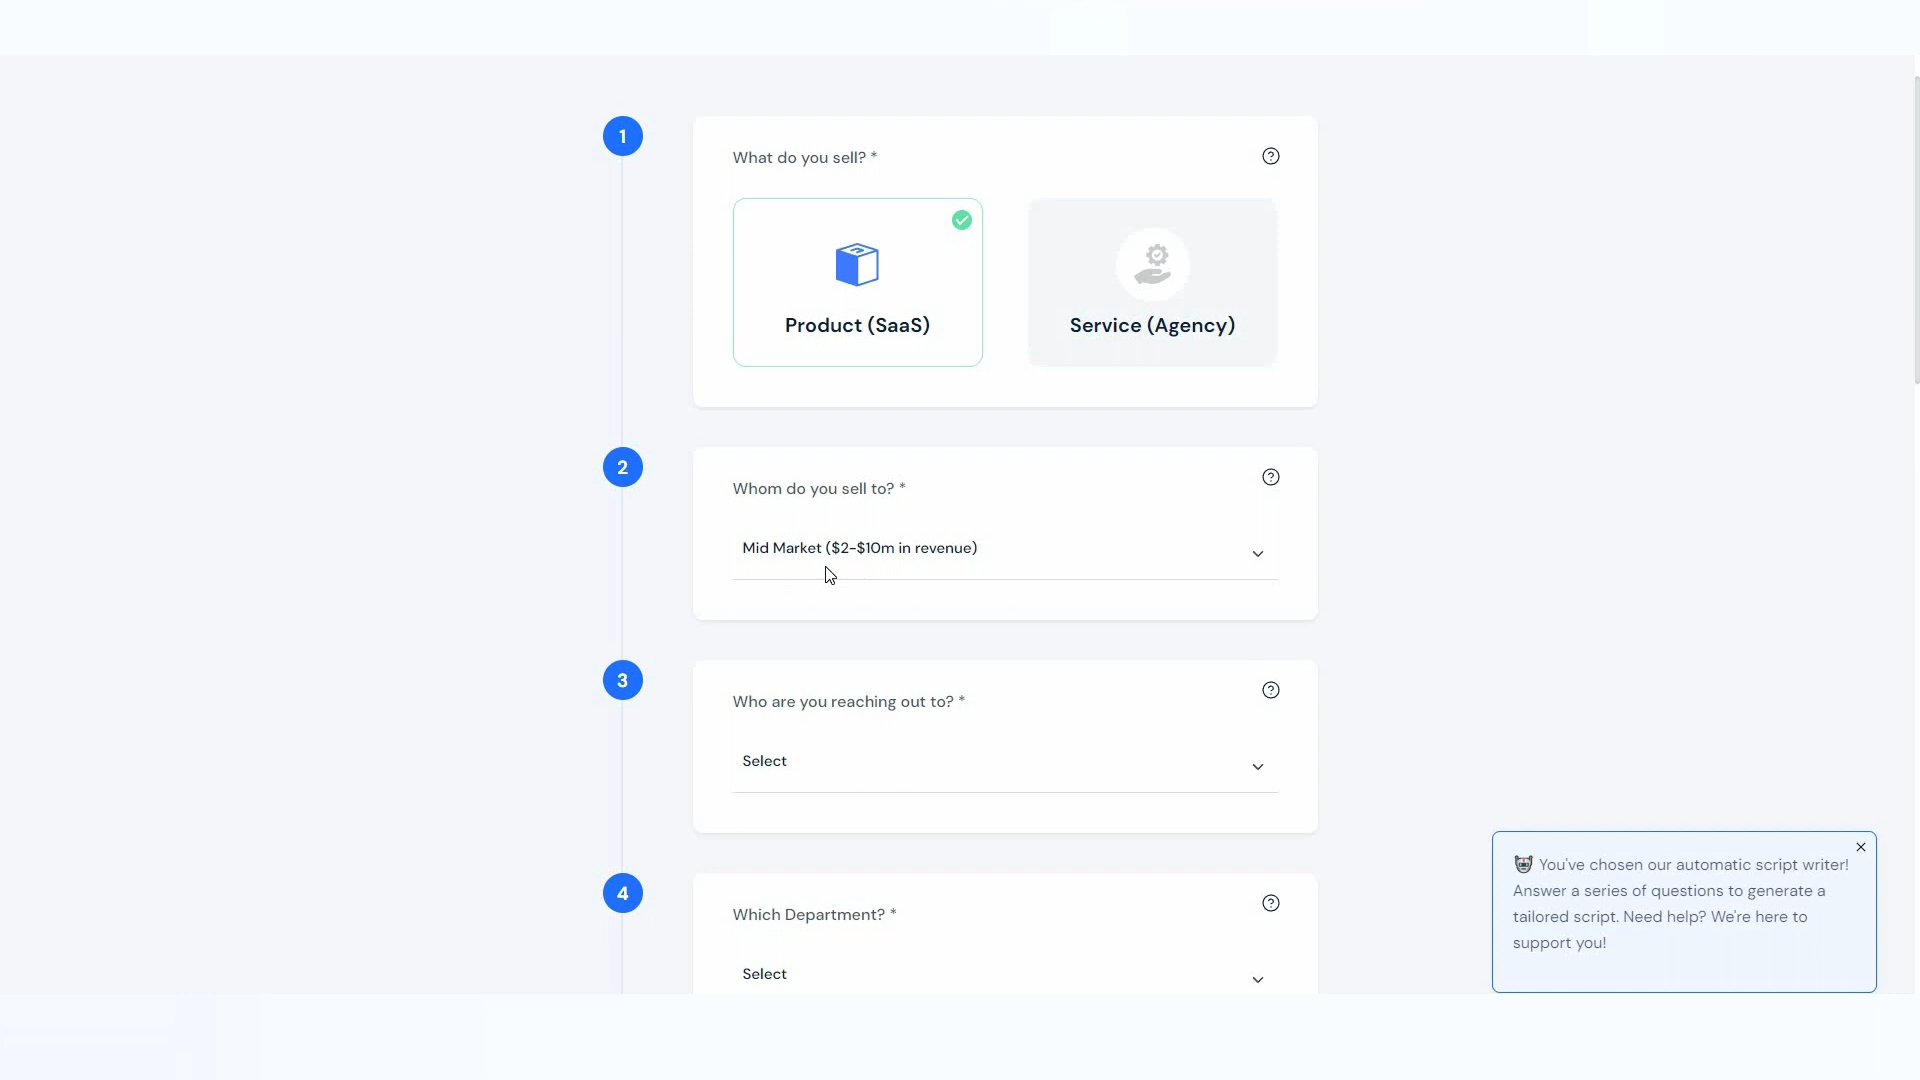 1
What do you sell? *
Product (SaaS)
Service (Agency)
2
Whom do you sell to? *
Mid Market ($2-$10m in revenue)
3
Who are you reaching out to? *
Select
4
Which Department? *
Select
You've chosen our automatic script writer!
Answer a series of questions to generate a
tailored script. Need help? We're here to
support you!